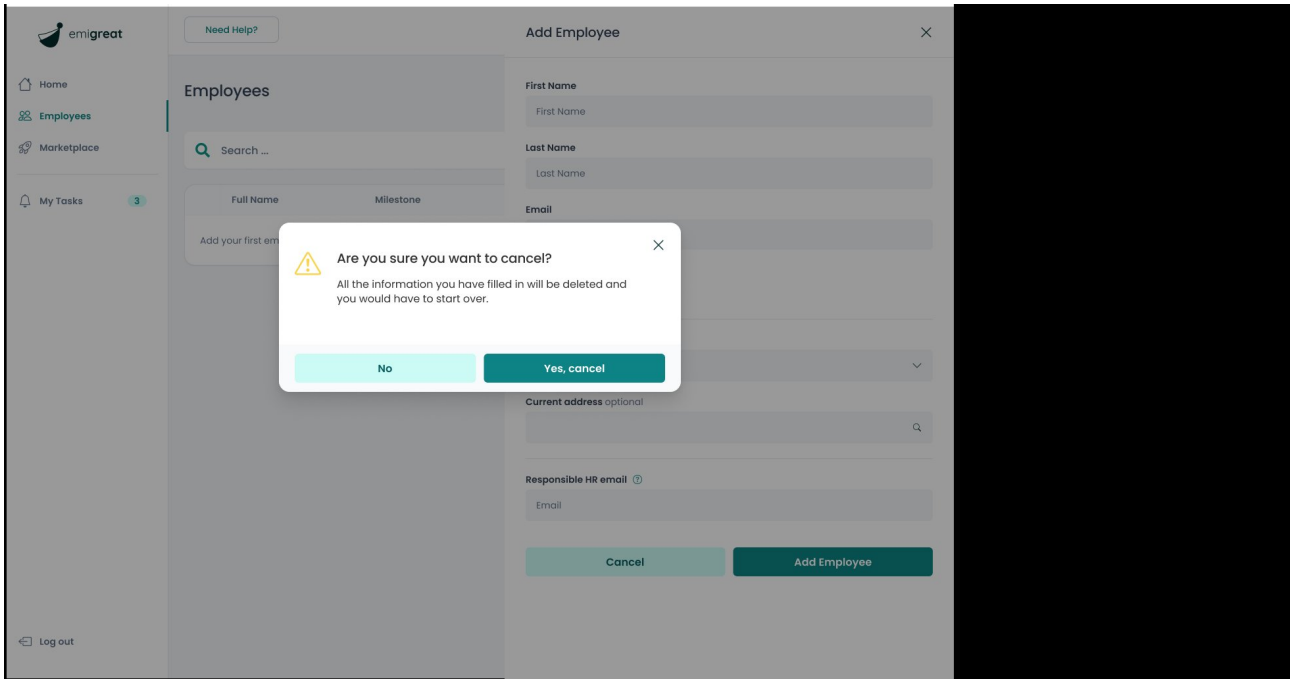 emigreat
Need Help?
Add Employee
Home
Employees
Marketplace
My Tasks 3
Log out
Employees
Search ...
Full Name Milestone
Add your first em
First Name
First Name
Last Name
Last Name
Email
Are you sure you want to cancel?
All the information you have filled in will be deleted and
you would have to start over.
No Yes, cancel
Current address optional
Responsible HR email ?
Email
Cancel Add Employee